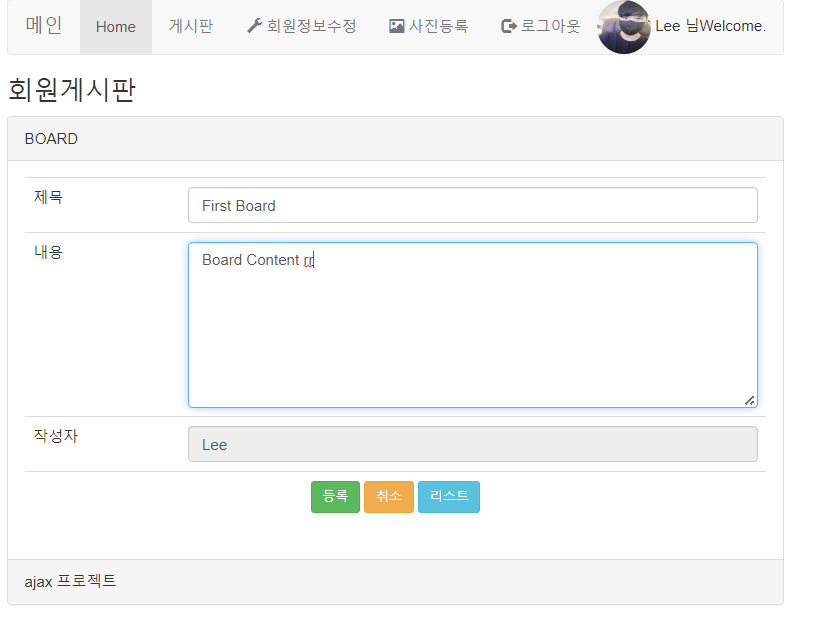 메인 Home 게시판 회원정보수정 사진등록 로그아웃 Lee 님Welcome.
회원게시판
BOARD
제목 First Board
내용 Board Content rr
작성자 Lee
등록 취소 리스트
ajax 프로젝트